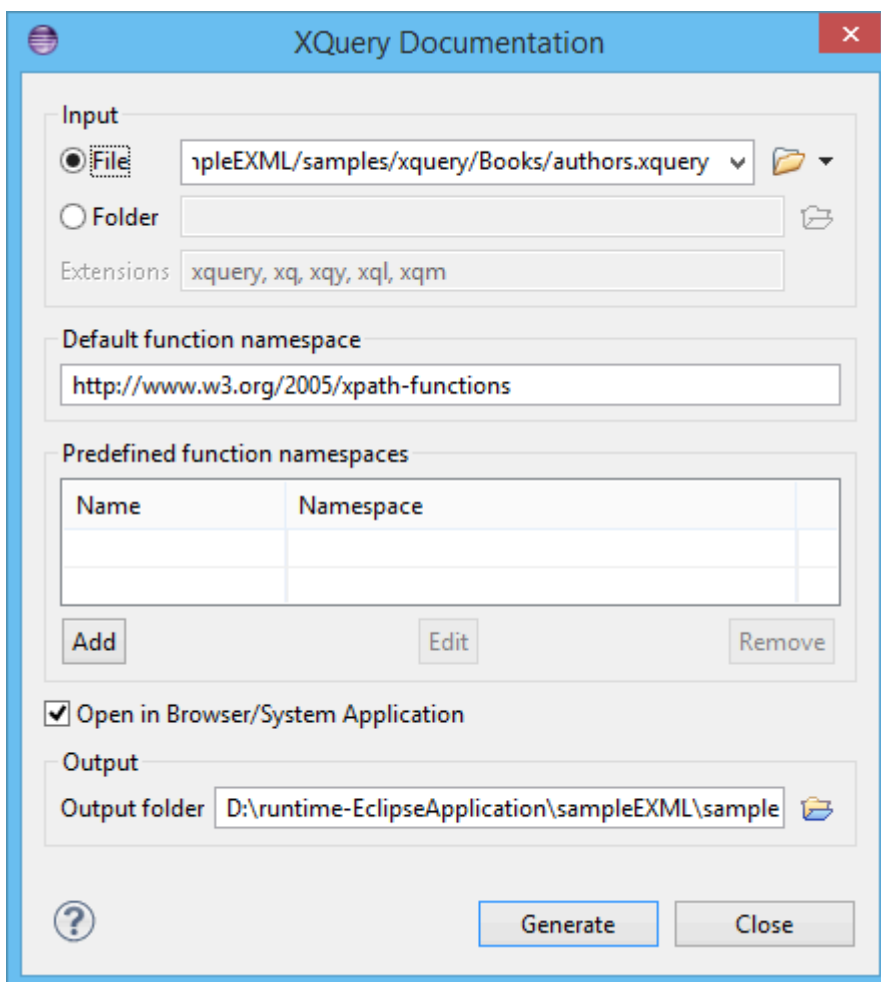 XQuery Documentation
Input
File
mpleEXML/samples/xquery/Books/authors.xquery
Folder
Extensions xquery, xq, xqy, xql, xqm
Default function namespace
http://www.w3.org/2005/xpath-functions
Predefined function namespaces
Name Namespace
Add Edit Remove
Open in Browser/System Application
Output
Output folder D:\runtime-EclipseApplication\sampleEXML\sample
? Generate Close